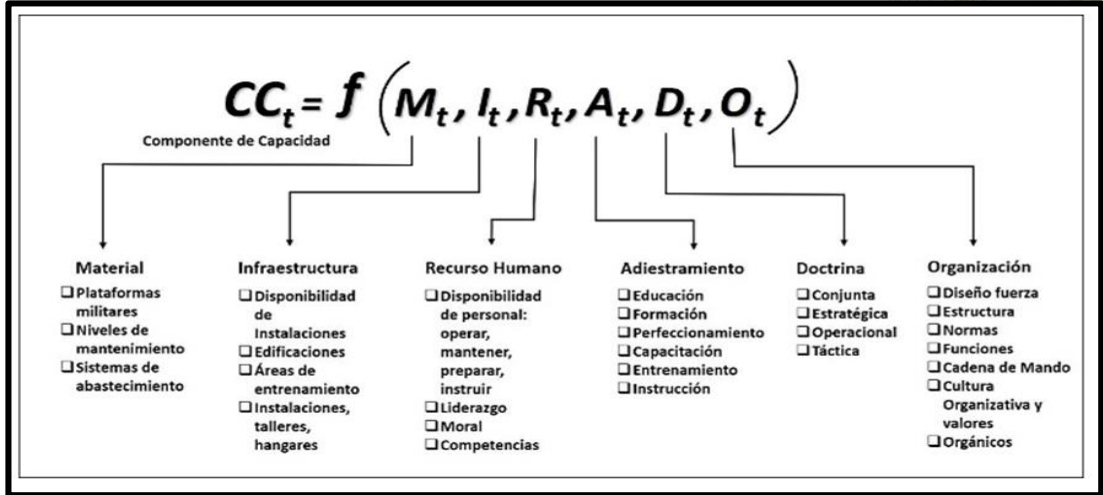 CCt = f (Mt, It, Rt, At, Dt, Ot)
Componente de Capacidad
Material
❑Plataformas
militares
❑Niveles de
mantenimiento
❑Sistemas de
abastecimiento
Infraestructura
❑Disponibilidad
de
Instalaciones
❑Edificaciones
❑Áreas de
entrenamiento
❑Instalaciones,
talleres,
hangares
Recurso Humano
❑Disponibilidad
de personal:
operar,
mantener,
preparar,
instruir
❑Liderazgo
❑Moral
❑Competencias
Adiestramiento
❑Educación
❑Formación
❑Perfeccionamiento
❑Capacitación
❑Entrenamiento
❑Instrucción
Doctrina
❑Conjunta
❑Estratégica
❑Operacional
❑Táctica
Organización
❑Diseño fuerza
❑Estructura
❑Normas
❑Funciones
❑Cadena de Mando
❑Cultura
Organizativa y
valores
❑Orgánicos